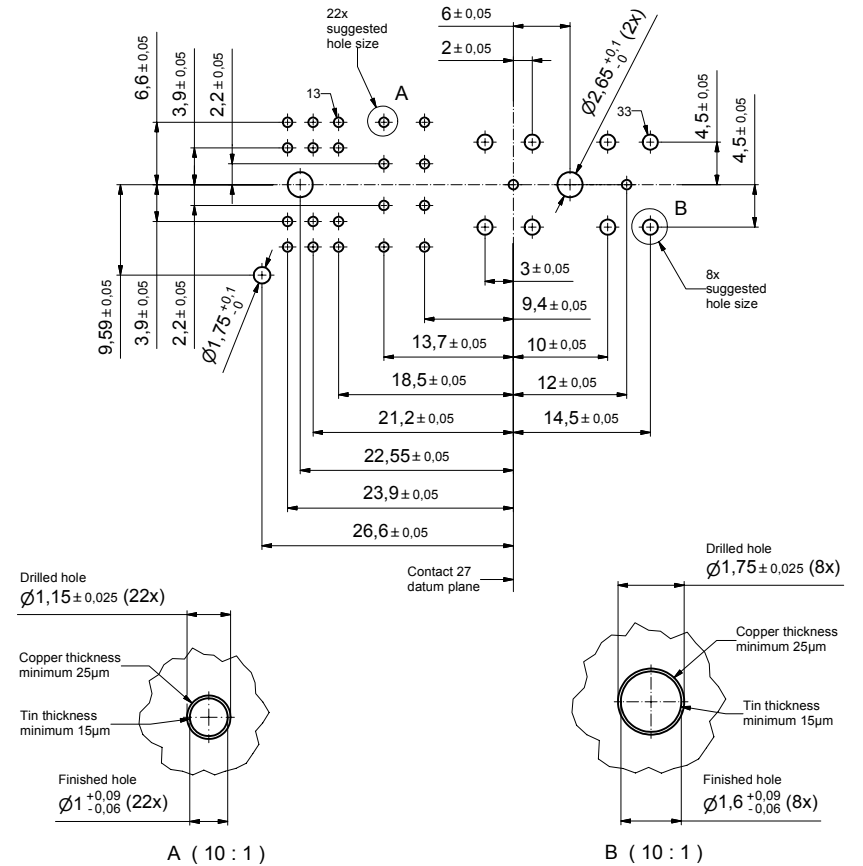 22x
suggested
hole size
6 ± 0,05
2 ± 0,05
Ø2,65 +0,1 -0 (2x)
6,6 ± 0,05
3,9 ± 0,05
2,2 ± 0,05
13
A
33
4,5 ± 0,05
4,5 ± 0,05
B
8x
suggested
hole size
9,59 ± 0,05
3,9 ± 0,05
2,2 ± 0,05
Ø1,75 +0,1 -0
3 ± 0,05
9,4 ± 0,05
13,7 ± 0,05
10 ± 0,05
18,5 ± 0,05
12 ± 0,05
21,2 ± 0,05
14,5 ± 0,05
22,55 ± 0,05
23,9 ± 0,05
26,6 ± 0,05
Contact 27
datum plane
Drilled hole
Ø1,15 ± 0,025 (22x)
Copper thickness
minimum 25µm
Tin thickness
minimum 15µm
Finished hole
Ø1 +0,09 -0,06 (22x)
A ( 10 : 1 )
Drilled hole
Ø1,75 ± 0,025 (8x)
Copper thickness
minimum 25µm
Tin thickness
minimum 15µm
Finished hole
Ø1,6 +0,09 -0,06 (8x)
B ( 10 : 1 )